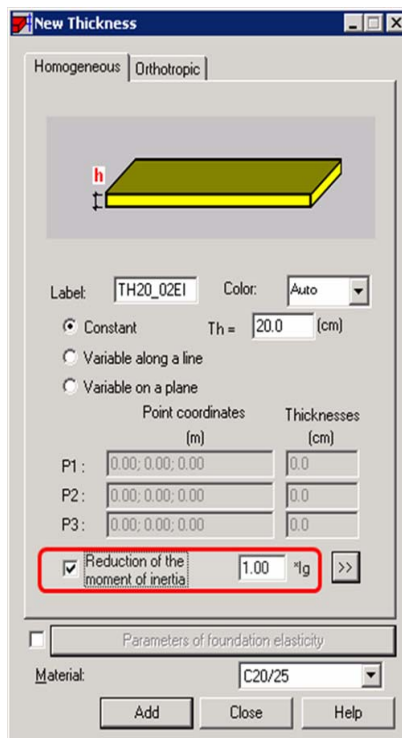 New Thickness
Homogeneous Orthotropic
h
Label: TH20_02EI Color: Auto
Constant Th = 20.0 (cm)
Variable along a line
Variable on a plane
Point coordinates Thicknesses
(m) (cm)
P1 : 0.00; 0.00; 0.00 0.0
P2 : 0.00; 0.00; 0.00 0.0
P3 : 0.00; 0.00; 0.00 0.0
Reduction of the
moment of inertia 1.00 *Ig >>
Parameters of foundation elasticity
Material: C20/25
Add Close Help